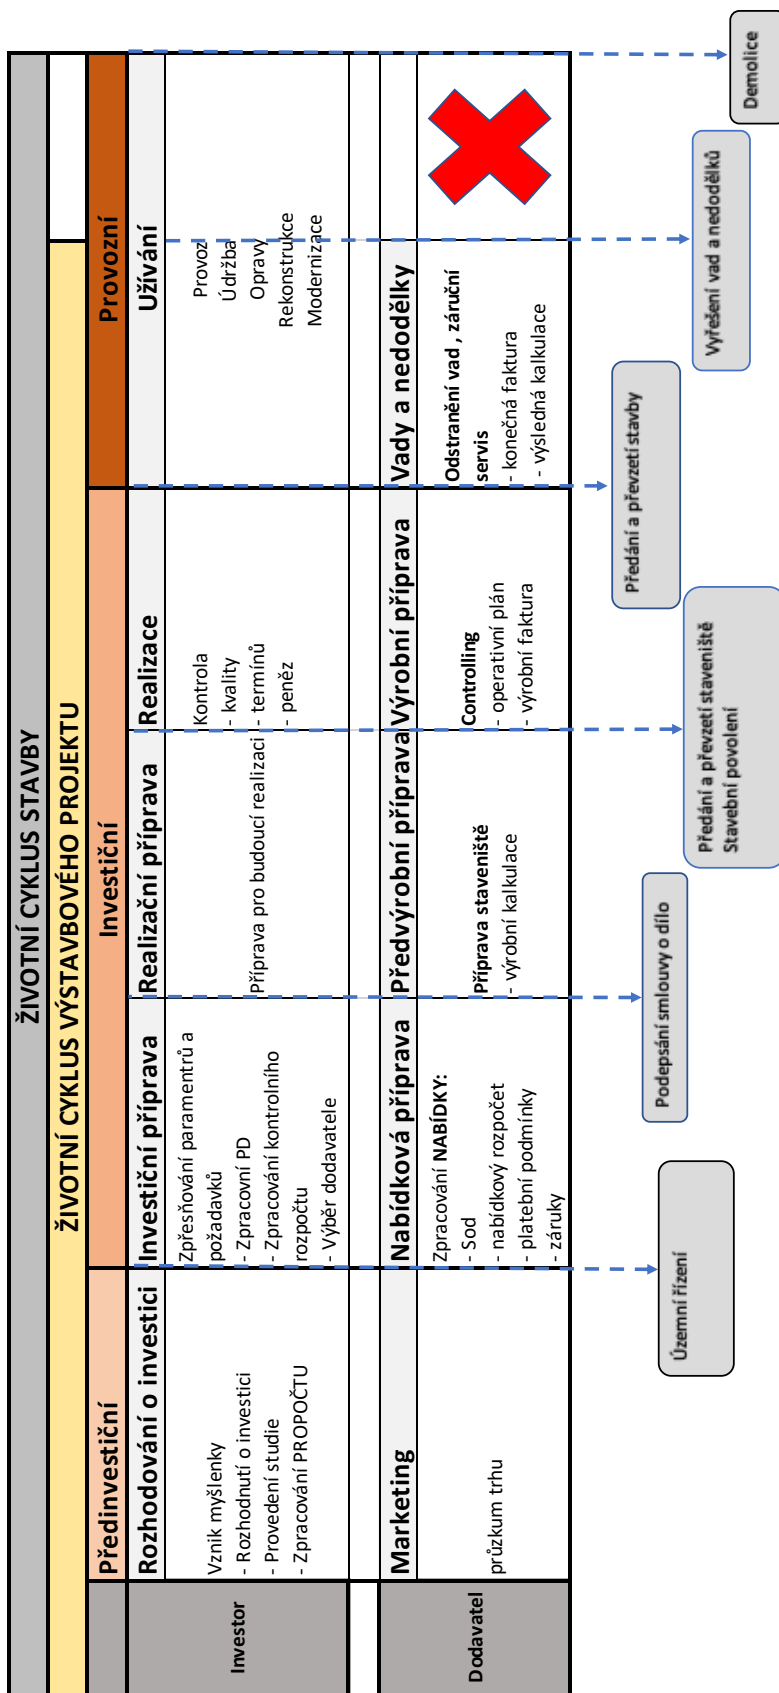 ŽIVOTNÍ CYKLUS STAVBY
ŽIVOTNÍ CYKLUS VÝSTAVBOVÉHO PROJEKTU
Předinvestiční
Investiční
Provozní
Investor
Rozhodování o investici
Investiční příprava
Realizační příprava
Realizace
Užívání
Vznik myšlenky
- Rozhodnutí o investici
- Provedení studie
- Zpracování PROPOČTU
Zpřesňování paramentrů a
požadavků
- Zpracovní PD
- Zpracování kontrolního
rozpočtu
- Výběr dodavatele
Příprava pro budoucí realizaci
Kontrola
- kvality
- termínů
- peněz
Provoz
Údržba
Opravy
Rekonstrukce
Modernizace
Dodavatel
Marketing
Nabídková příprava
Předvýrobní příprava
Výrobní příprava
Vady a nedodělky
průzkum trhu
Zpracování NABÍDKY:
- Sod
- nabídkový rozpočet
- platební podmínky
- záruky
Příprava staveniště
- výrobní kalkulace
Controlling
- operativní plán
- výrobní faktura
Odstranění vad , záruční
servis
- konečná faktura
- výsledná kalkulace
Územní řízení
Podepsání smlouvy o dílo
Předání a převzetí staveniště
Stavební povolení
Předání a převzetí stavby
Vyřešení vad a nedodělků
Demolice